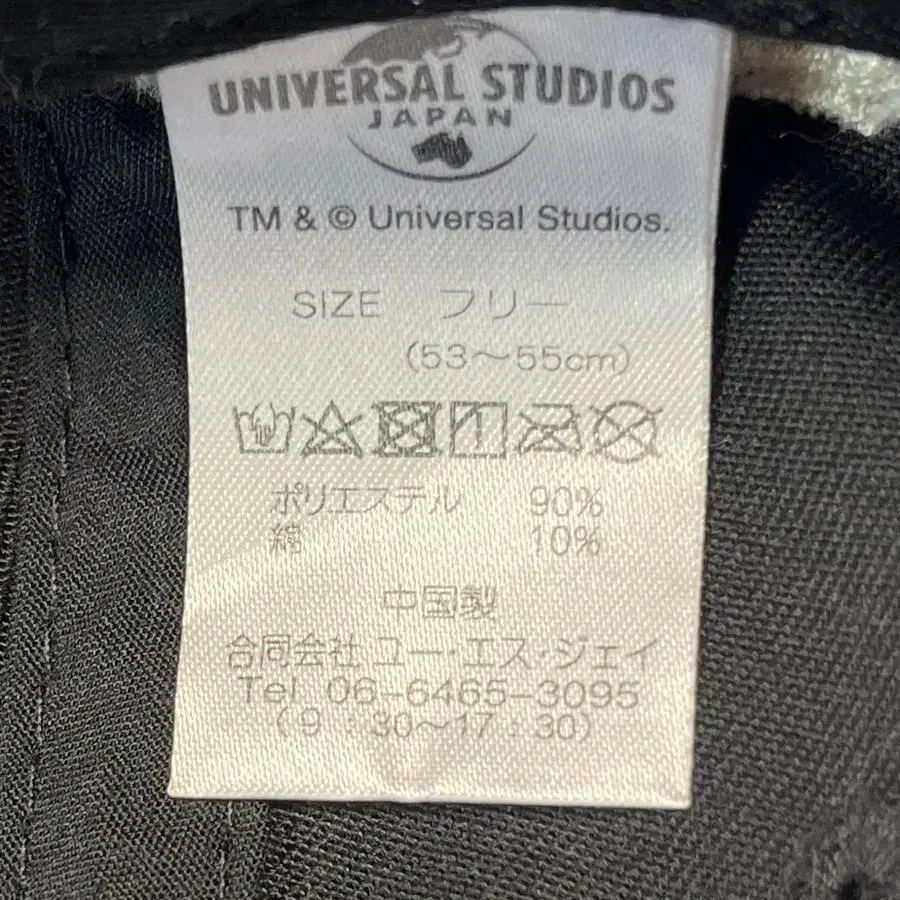 UNIVERSAL STUDIOS
JAPAN
TM & © Universal Studios.
SIZE フリー
(53〜55cm)
ポリエステル 90%
綿 10%
中国製
合同会社 ユー・エス・ジェイ
Tel 06-6465-3095
(9:30〜17:30)